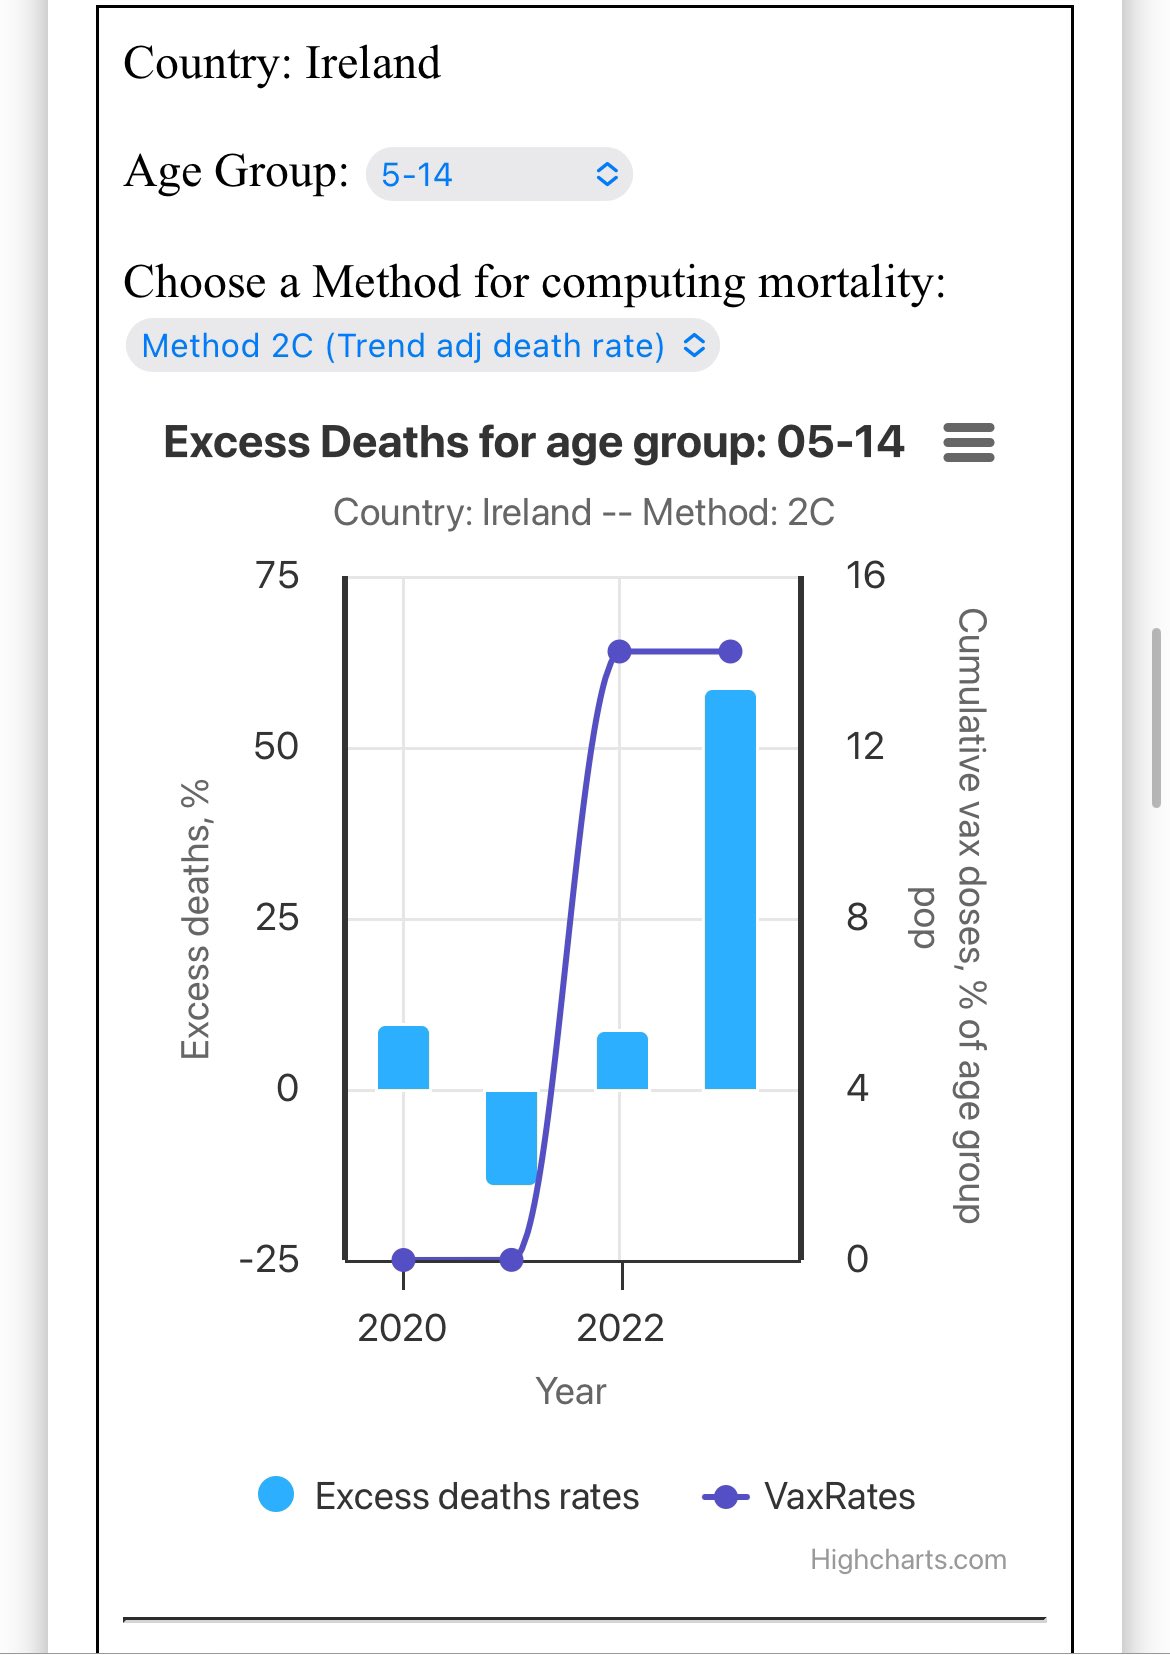 Country: Ireland
Age Group: 5-14
Choose a Method for computing mortality:
Method 2C (Trend adj death rate)
Excess Deaths for age group: 05-14
Country: Ireland -- Method: 2C
75
50
25
0
-25
Excess deaths, %
16
12
8
4
0
Cumulative vax doses, % of age group
pop
2020
2022
Year
Excess deaths rates
VaxRates
Highcharts.com